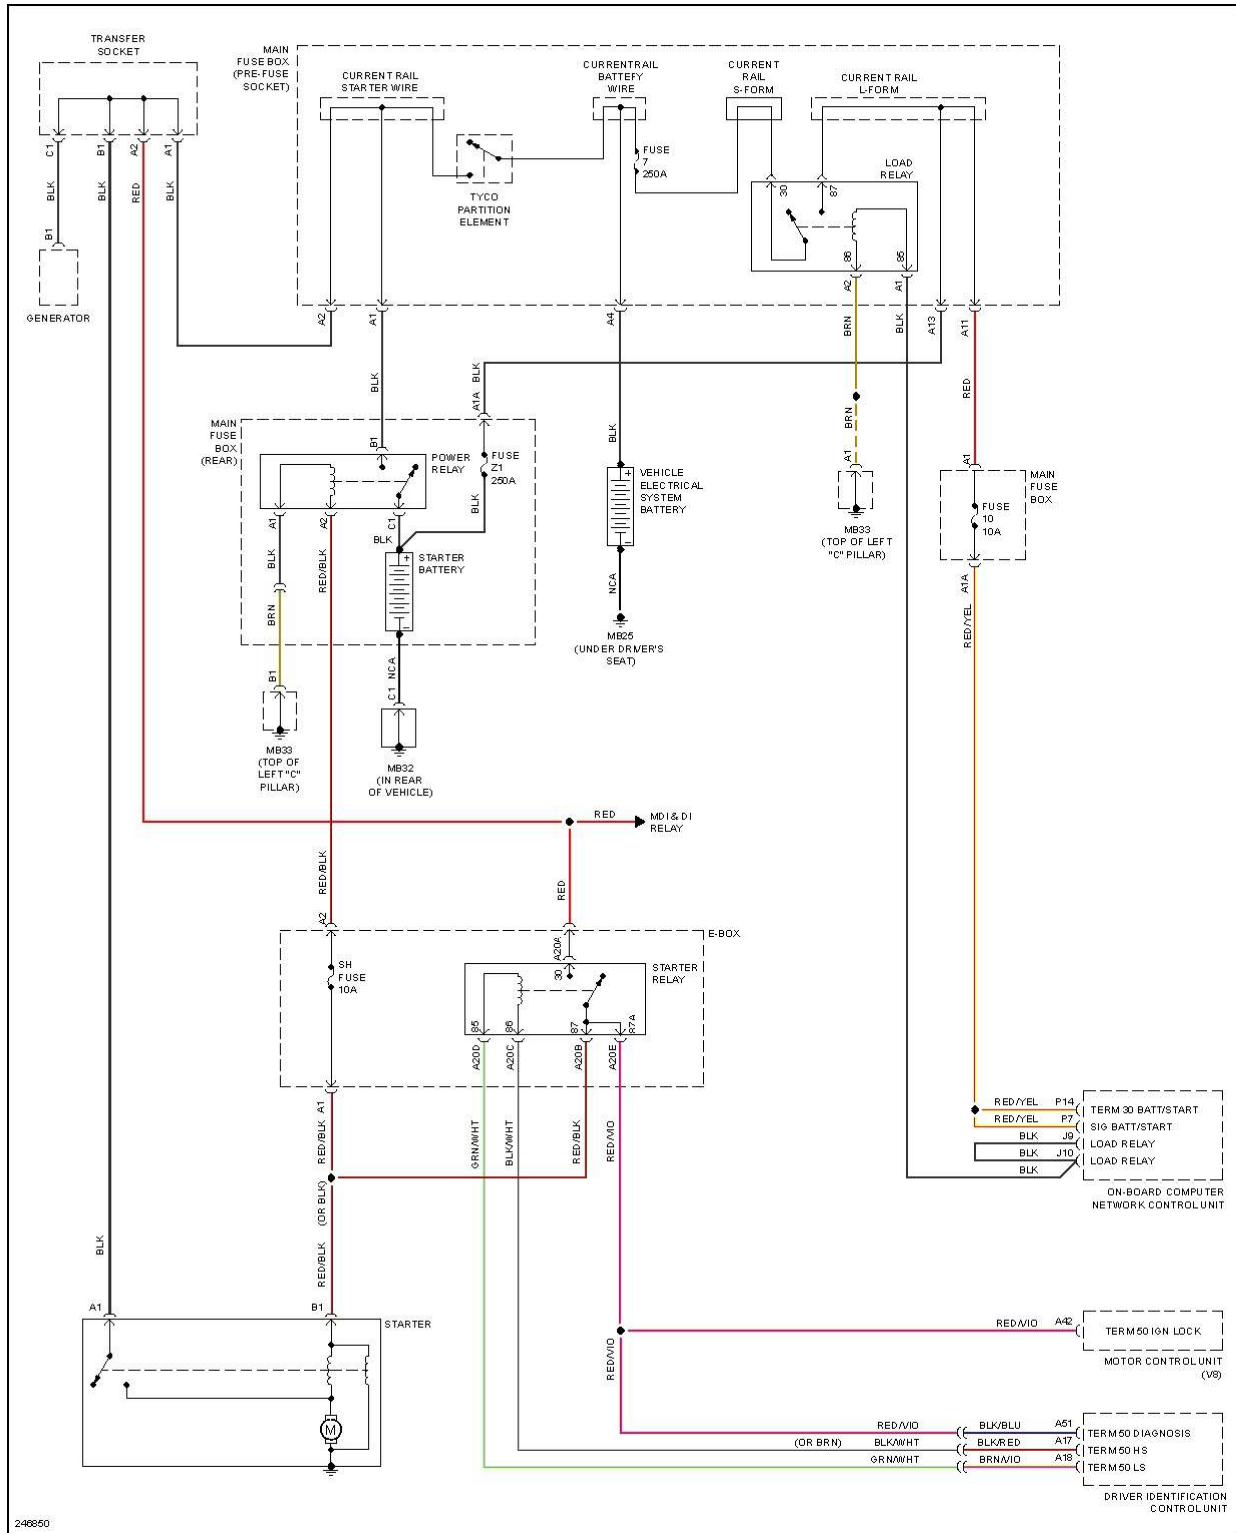 TRANSFER
SOCKET
MAIN
FUSE BOX
(PRE-FUSE
SOCKET)
CURRENT RAIL
STARTER WIRE
CURRENTRAIL
BATTEFY
WIRE
CURRENT
RAIL
S-FORM
CURRENT RAIL
L-FORM
C1
B1
A2
A1
BLK
BLK
RED
BLK
B1
GENERATOR
TYCO
PARTITION
ELEMENT
FUSE
7
250A
LOAD
RELAY
30
87
86
85
A2
A1
A4
A2
A1
A13
A11
BRN
BLK
RED
BLK
BLK
A1A
BLK
BRN
A1
A1
MAIN
FUSE
BOX
(REAR)
B1
POWER
RELAY
FUSE
Z1
250A
BLK
A1
A2
C1
BLK
BLK
RED/BLK
STARTER
BATTERY
+
–
BRN
B1
NCA
C1
MB33
(TOP OF
LEFT "C"
PILLAR)
MB32
(IN REAR
OF VEHICLE)
VEHICLE
ELECTRICAL
SYSTEM
BATTERY
+
–
NCA
MB25
(UNDER DRIVER'S
SEAT)
MB33
(TOP OF LEFT
"C" PILLAR)
MAIN
FUSE
BOX
FUSE
10
10A
A1A
RED/YEL
RED
MDI & DI
RELAY
RED/BLK
A2
RED
A20A
E-BOX
SH
FUSE
10A
30
STARTER
RELAY
85
86
87
87A
A20D
A20C
A20B
A20E
A1
RED/BLK
GRN/WHT
BLK/WHT
RED/BLK
RED/VIO
(OR BLK)
RED/BLK
BLK
A1
B1
STARTER
M
RED/YEL P14 TERM 30 BATT/START
RED/YEL P7 SIG BATT/START
BLK J9 LOAD RELAY
BLK J10 LOAD RELAY
BLK
ON-BOARD COMPUTER
NETWORK CONTROL UNIT
RED/VIO A42 TERM 50 IGN LOCK
MOTOR CONTROL UNIT
(V8)
RED/VIO
RED/VIO BLK/BLU A51 TERM 50 DIAGNOSIS
(OR BRN) BLK/WHT BLK/RED A17 TERM 50 HS
GRN/WHT BRN/VIO A18 TERM 50 LS
DRIVER IDENTIFICATION
CONTROL UNIT
246850